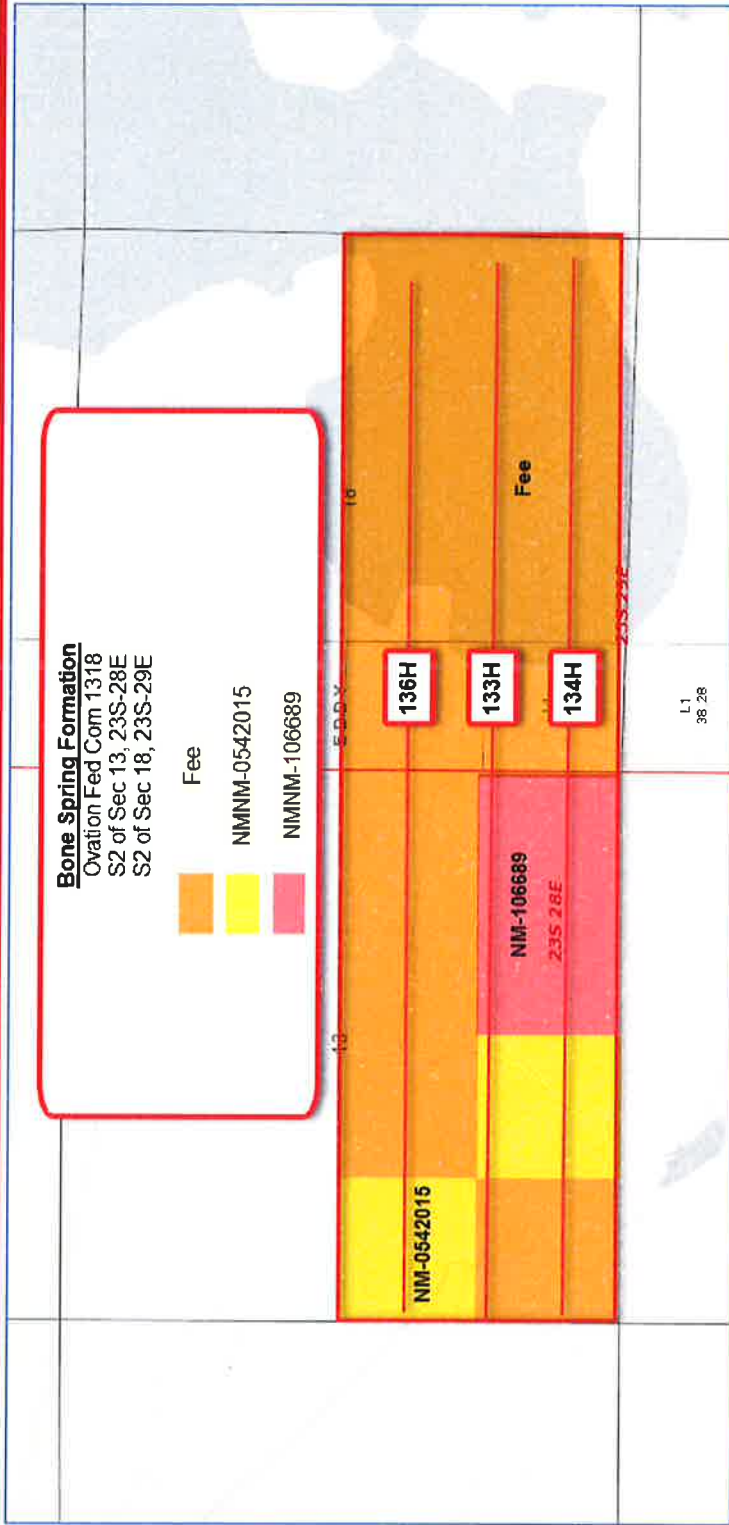 Bone Spring Formation
Ovation Fed Com 1318
S2 of Sec 13, 23S-28E
S2 of Sec 18, 23S-29E
Fee
NMNM-0542015
NMNM-106689
13
EDDY
NM-0542015
NM-106689
23S 28E
136H
133H
134H
Fee
23S 29E
L1
38.28